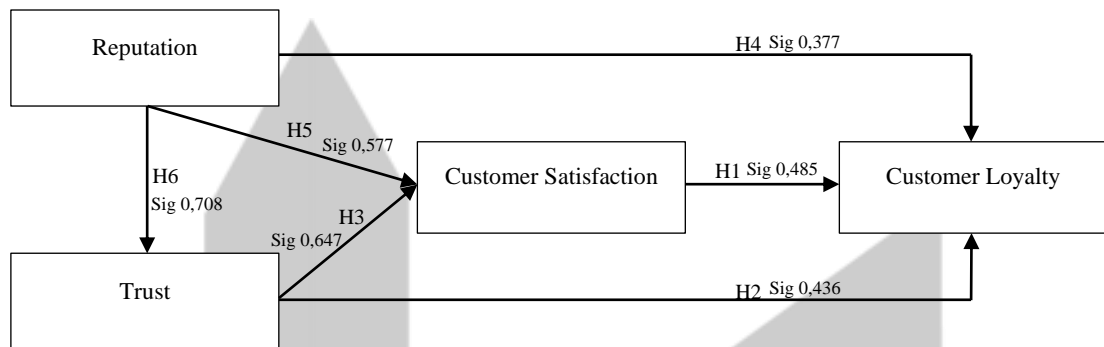 Reputation
H4 Sig 0,377
H5
Sig 0,577
Customer Satisfaction
H1 Sig 0,485
Customer Loyalty
H6
Sig 0,708
H3
Sig 0,647
Trust
H2 Sig 0,436